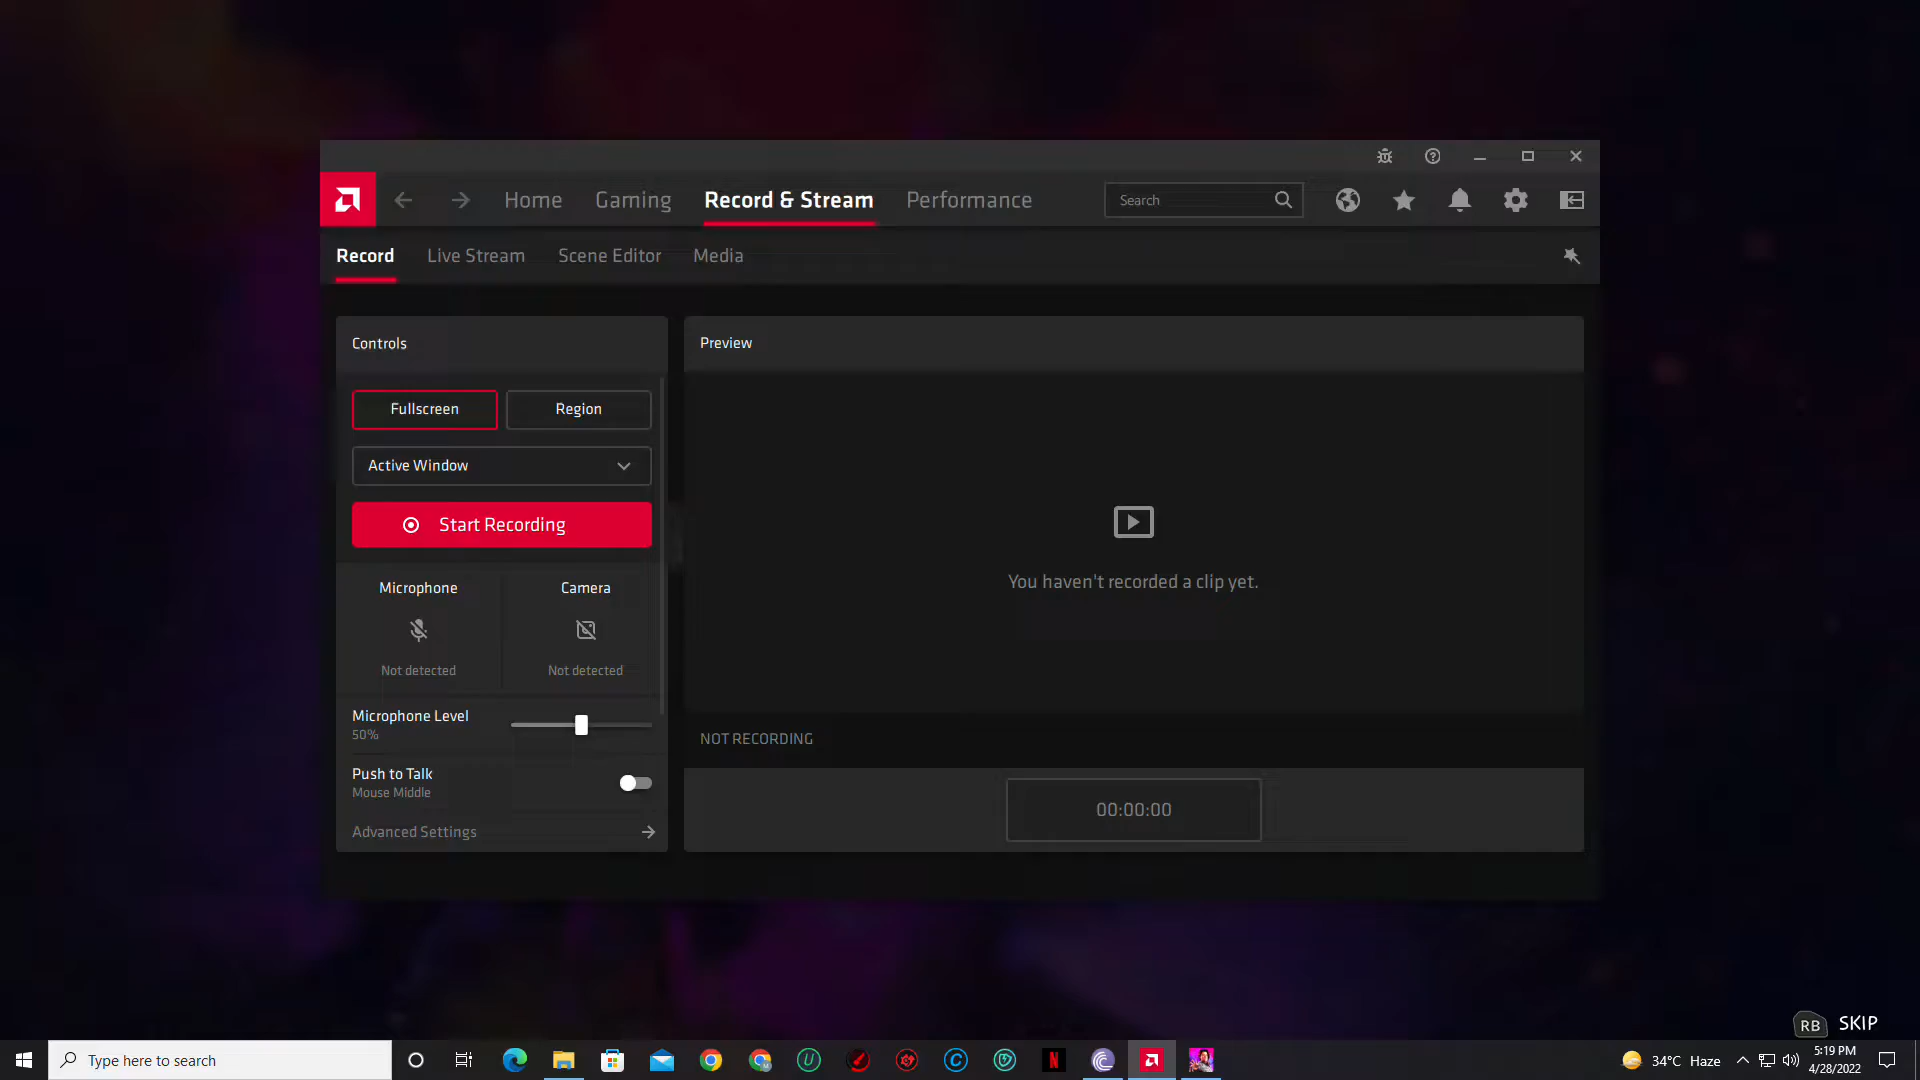 Home Gaming Record & Stream Performance Search
Record Live Stream Scene Editor Media
Controls
Fullscreen Region
Active Window
Start Recording
Microphone Camera
Not detected Not detected
Microphone Level
50%
Push to Talk
Mouse Middle
Advanced Settings
Preview
You haven't recorded a clip yet.
NOT RECORDING
00:00:00
RB SKIP
Type here to search
34°C Haze
5:19 PM
4/28/2022